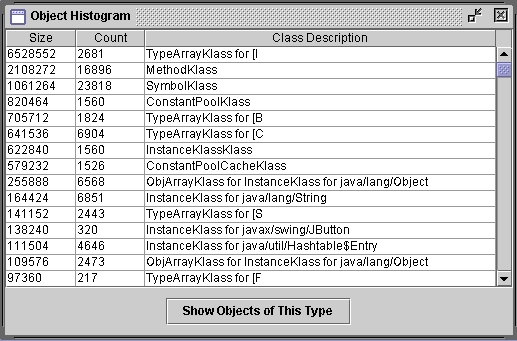 Object Histogram
Size Count Class Description
6528552 2681 TypeArrayKlass for [I
2108272 16896 MethodKlass
1061264 23818 SymbolKlass
820464 1560 ConstantPoolKlass
705712 1824 TypeArrayKlass for [B
641536 6904 TypeArrayKlass for [C
622840 1560 InstanceKlassKlass
579232 1526 ConstantPoolCacheKlass
255888 6568 ObjArrayKlass for InstanceKlass for java/lang/Object
164424 6851 InstanceKlass for java/lang/String
141152 2443 TypeArrayKlass for [S
138240 320 InstanceKlass for javax/swing/JButton
111504 4646 InstanceKlass for java/util/Hashtable$Entry
109576 2473 ObjArrayKlass for InstanceKlass for java/lang/Object
97360 217 TypeArrayKlass for [F
Show Objects of This Type